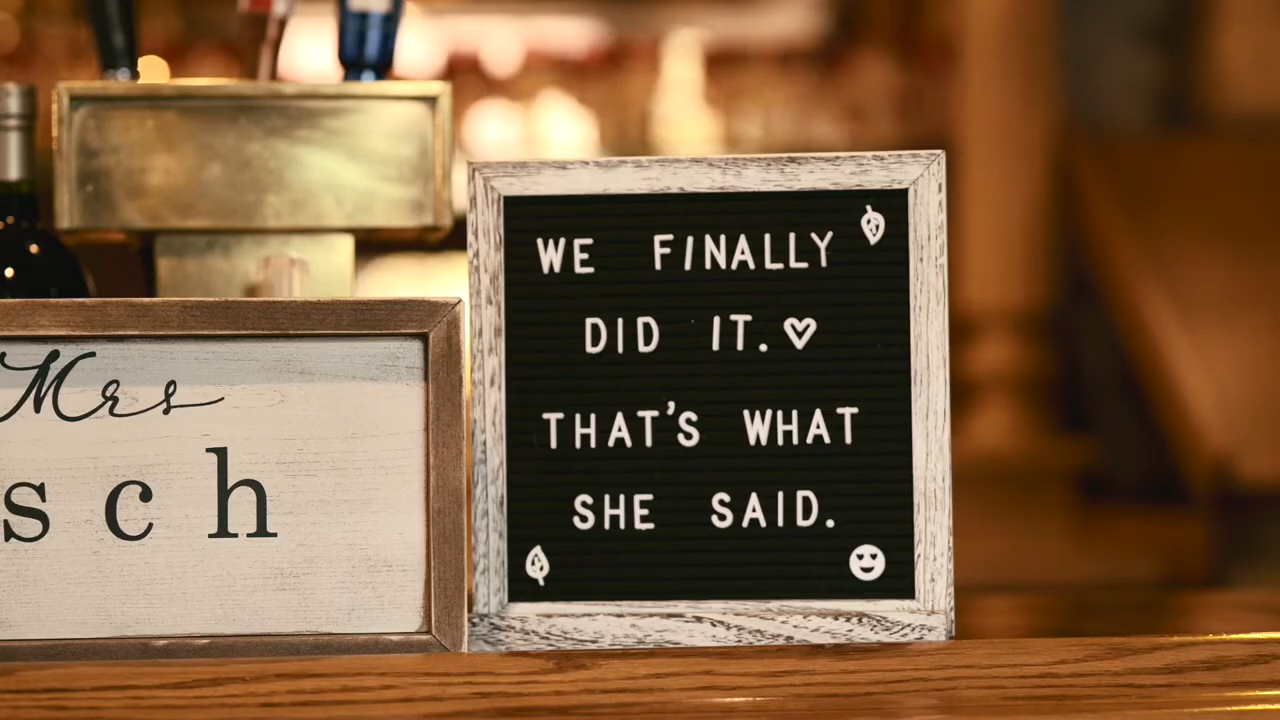 Mrs
sch
WE FINALLY
DID IT.♡
THAT'S WHAT
SHE SAID.